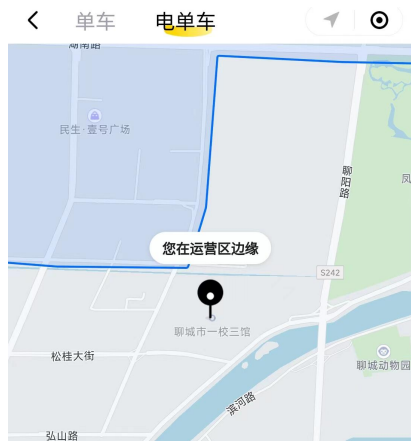 单车 电单车
湖南路
民生·壹号广场
聊阳路
凤
您在运营区边缘
S242
聊城市一校三馆
松桂大街
聊城动物园
滨河路
弘山路